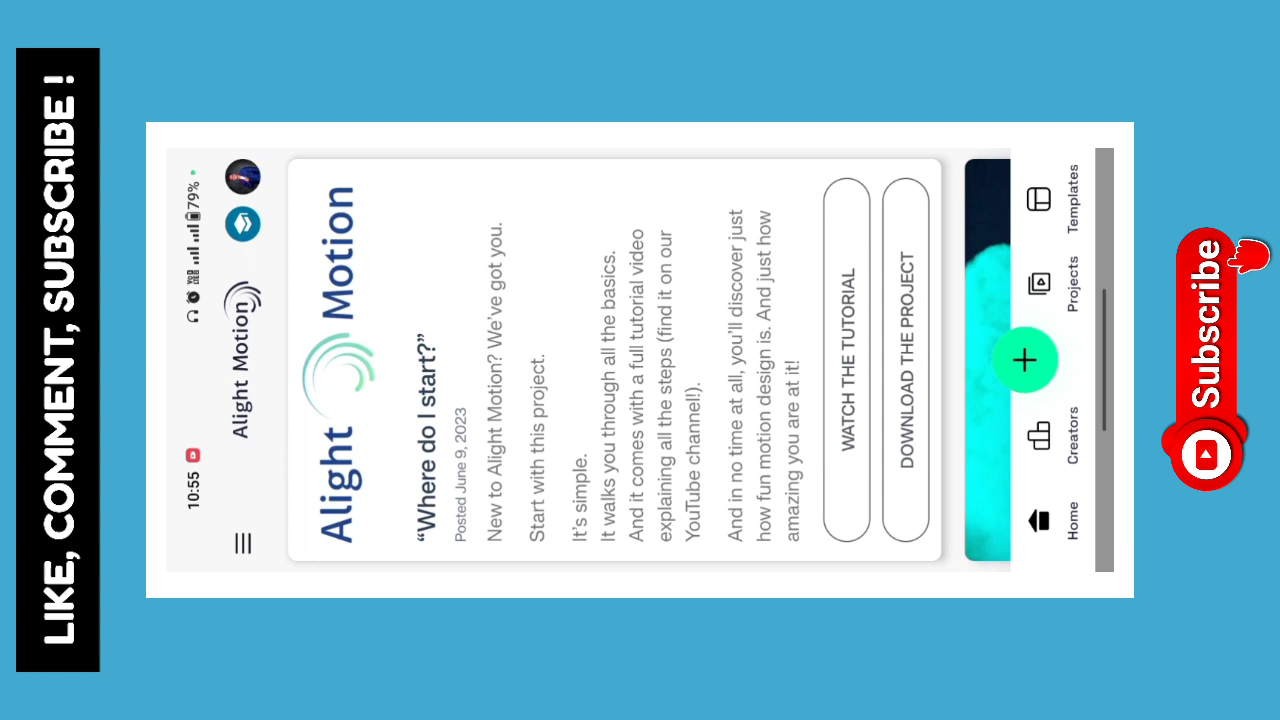 LIKE, COMMENT, SUBSCRIBE !
10:55
79%
Alight Motion
Alight Motion
“Where do I start?”
Posted June 9, 2023
New to Alight Motion? We’ve got you.
Start with this project.
It’s simple.
It walks you through all the basics.
And it comes with a full tutorial video
explaining all the steps (find it on our
YouTube channel!).
And in no time at all, you’ll discover just
how fun motion design is. And just how
amazing you are at it!
WATCH THE TUTORIAL
DOWNLOAD THE PROJECT
Home
Creators
Projects
Templates
Subscribe